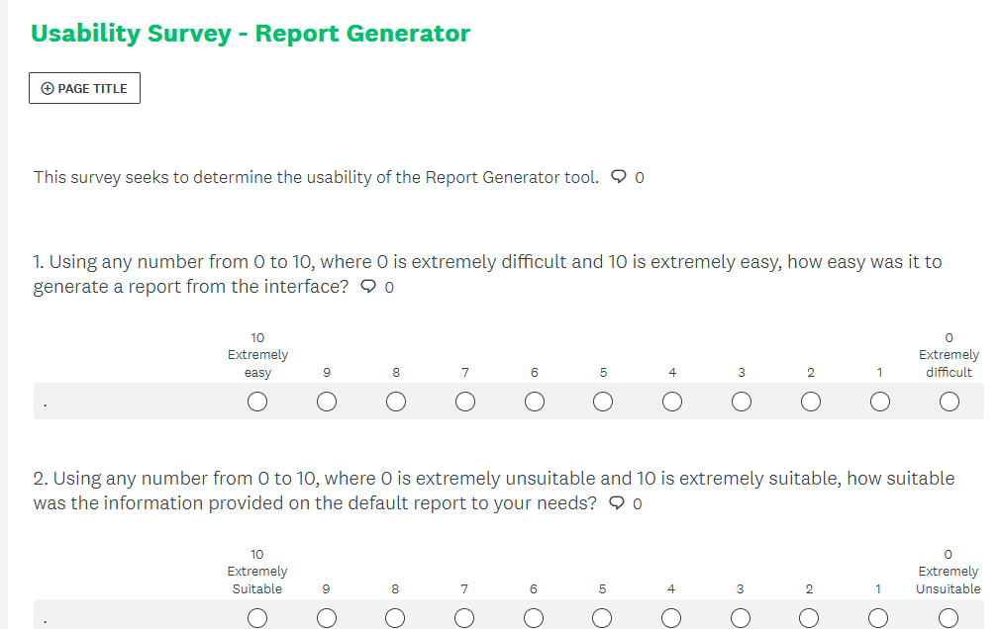 Usability Survey - Report Generator
PAGE TITLE
This survey seeks to determine the usability of the Report Generator tool. 0
1. Using any number from 0 to 10, where 0 is extremely difficult and 10 is extremely easy, how easy was it to
generate a report from the interface? 0
10 Extremely easy 9 8 7 6 5 4 3 2 1 0 Extremely difficult
.
2. Using any number from 0 to 10, where 0 is extremely unsuitable and 10 is extremely suitable, how suitable
was the information provided on the default report to your needs? 0
10 Extremely Suitable 9 8 7 6 5 4 3 2 1 0 Extremely Unsuitable
.